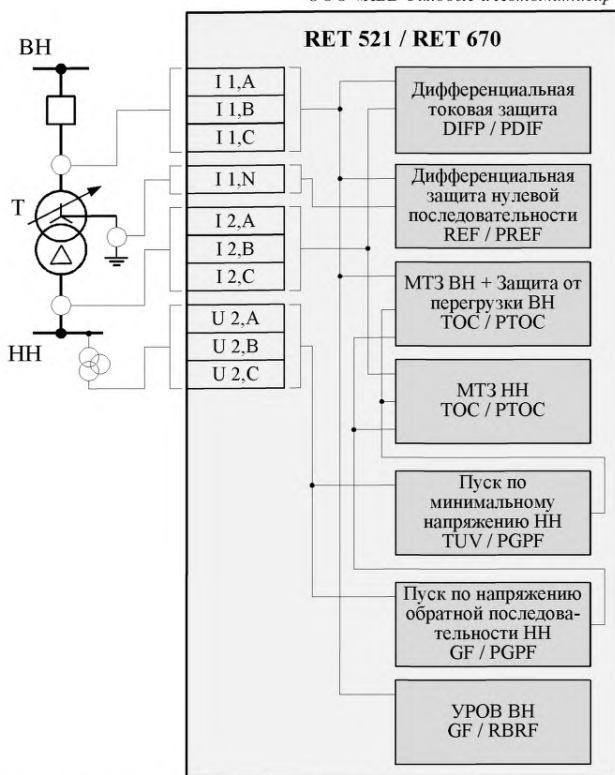 RET 521 / RET 670
ВН
I 1,A
I 1,B
I 1,C
I 1,N
T
I 2,A
I 2,B
I 2,C
U 2,A
U 2,B
U 2,C
НН
Дифференциальная
токовая защита
DIFP / PDIF
Дифференциальная
защита нулевой
последовательности
REF / PREF
МТЗ ВН + Защита от
перегрузки ВН
TOC / PTOC
МТЗ НН
TOC / PTOC
Пуск по
минимальному
напряжению НН
TUV / PGPF
Пуск по напряжению
обратной последова-
тельности НН
GF / PGPF
УРОВ ВН
GF / RBRF